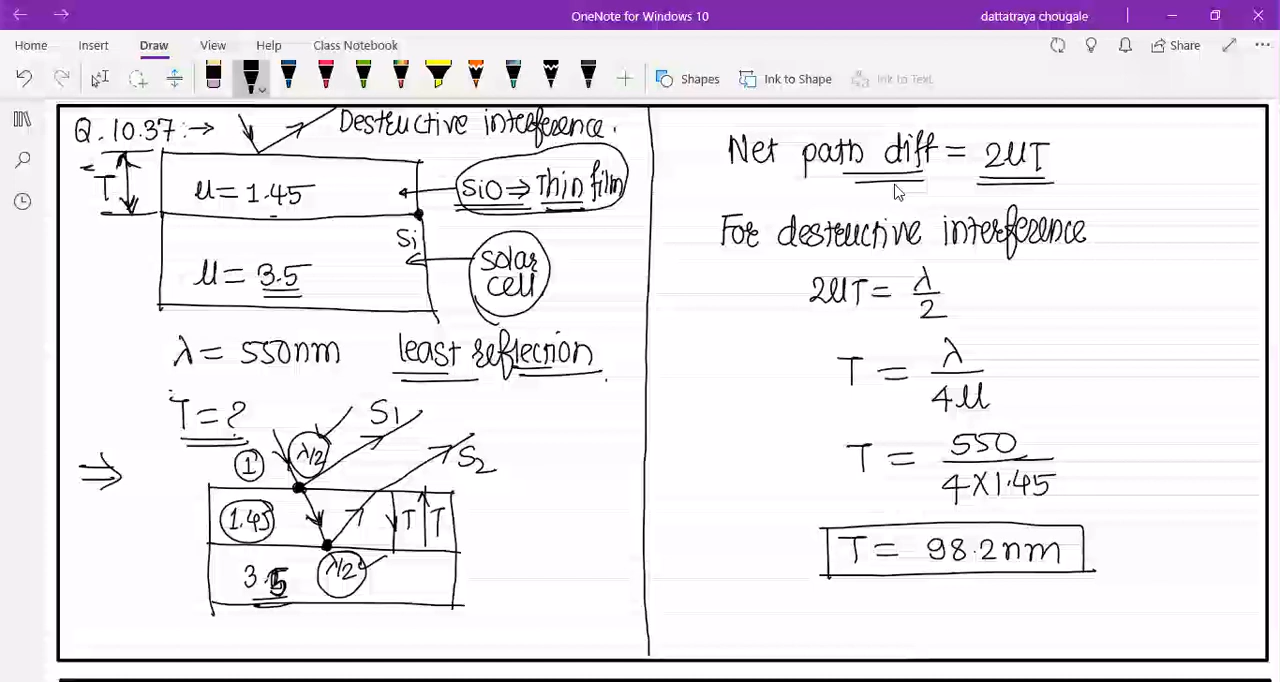 OneNote for Windows 10
dattatraya chougale
Home Insert Draw View Help Class Notebook
Share
Shapes Ink to Shape Ink to Text
Q. 10.37:→ Destructive interference.
T
μ = 1.45
SiO ⇒ Thin film
Si
μ = 3.5
solar cell
λ = 550nm least reflection.
T = ?
⇒
1
λ/2
S1
S2
1.45
T T
3.5
λ/2
Net path diff = 2μT
For destructive interference
2μT = λ/2
T = λ/4μ
T = 550/4×1.45
T = 98.2nm